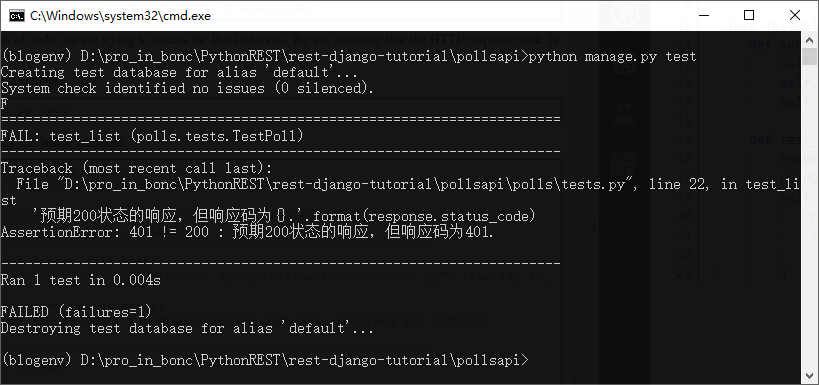 C:\Windows\system32\cmd.exe
(blogenv) D:\pro_in_bonc\PythonREST\rest-django-tutorial\pollsapi>python manage.py test
Creating test database for alias 'default'...
System check identified no issues (0 silenced).
F
======================================================================
FAIL: test_list (polls.tests.TestPoll)
----------------------------------------------------------------------
Traceback (most recent call last):
  File "D:\pro_in_bonc\PythonREST\rest-django-tutorial\pollsapi\polls\tests.py", line 22, in test_li
st
    '预期200状态的响应，但响应码为 {}.'.format(response.status_code)
AssertionError: 401 != 200 : 预期200状态的响应，但响应码为401.
----------------------------------------------------------------------
Ran 1 test in 0.004s
FAILED (failures=1)
Destroying test database for alias 'default'...
(blogenv) D:\pro_in_bonc\PythonREST\rest-django-tutorial\pollsapi>